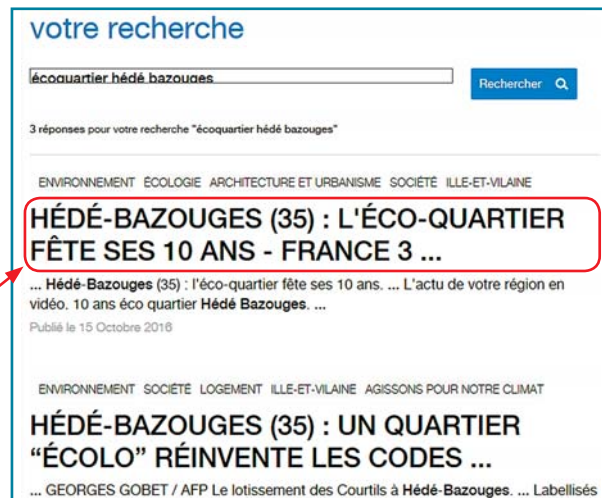 votre recherche
écoquartier hédé bazouges
Rechercher
3 réponses pour votre recherche "écoquartier hédé bazouges"
ENVIRONNEMENT ÉCOLOGIE ARCHITECTURE ET URBANISME SOCIÉTÉ ILLE-ET-VILAINE
HÉDÉ-BAZOUGES (35) : L'ÉCO-QUARTIER
FÊTE SES 10 ANS - FRANCE 3 ...
... Hédé-Bazouges (35) : l'éco-quartier fête ses 10 ans. ... L'actu de votre région en
vidéo. 10 ans éco quartier Hédé Bazouges. ...
Publié le 15 Octobre 2016
ENVIRONNEMENT SOCIÉTÉ LOGEMENT ILLE-ET-VILAINE AGISSONS POUR NOTRE CLIMAT
HÉDÉ-BAZOUGES (35) : UN QUARTIER
“ÉCOLO” RÉINVENTE LES CODES ...
... GEORGES GOBET / AFP Le lotissement des Courtils à Hédé-Bazouges. ... Labellisés